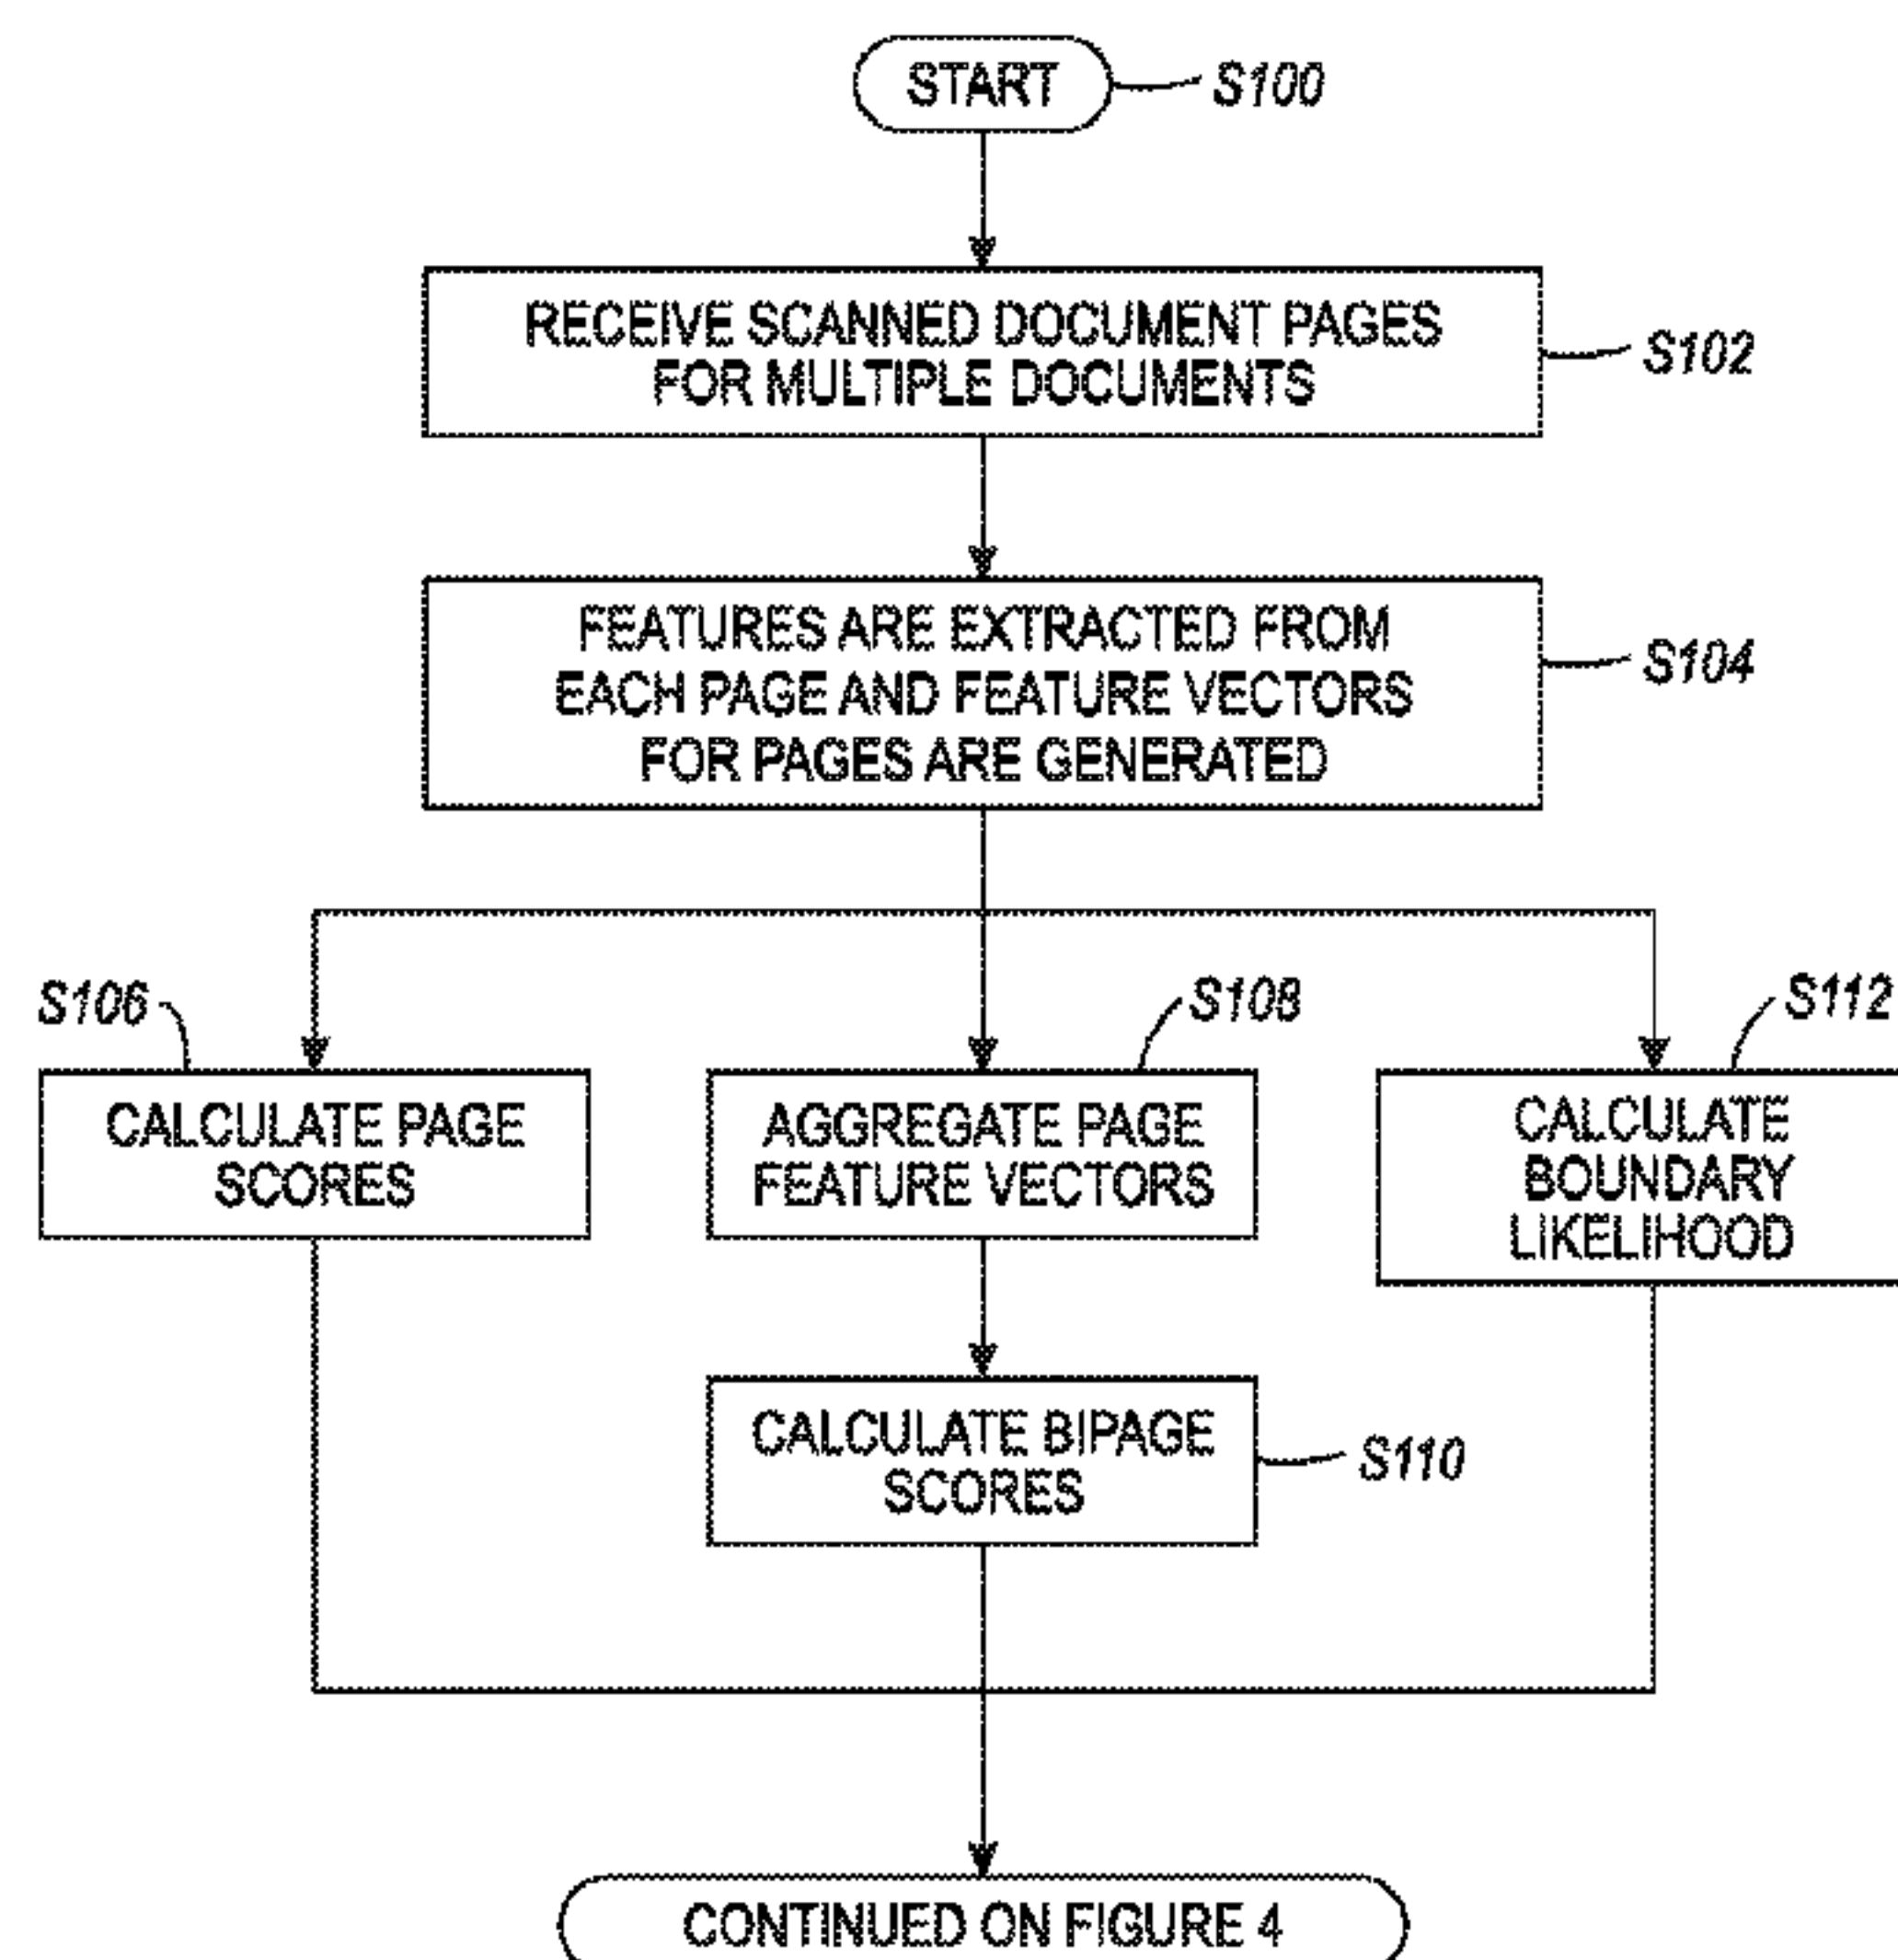 START
S100
RECEIVE SCANNED DOCUMENT PAGES
FOR MULTIPLE DOCUMENTS
S102
FEATURES ARE EXTRACTED FROM
EACH PAGE AND FEATURE VECTORS
FOR PAGES ARE GENERATED
S104
S106
CALCULATE PAGE
SCORES
S108
AGGREGATE PAGE
FEATURE VECTORS
S112
CALCULATE
BOUNDARY
LIKELIHOOD
CALCULATE BIPAGE
SCORES
S110
CONTINUED ON FIGURE 4